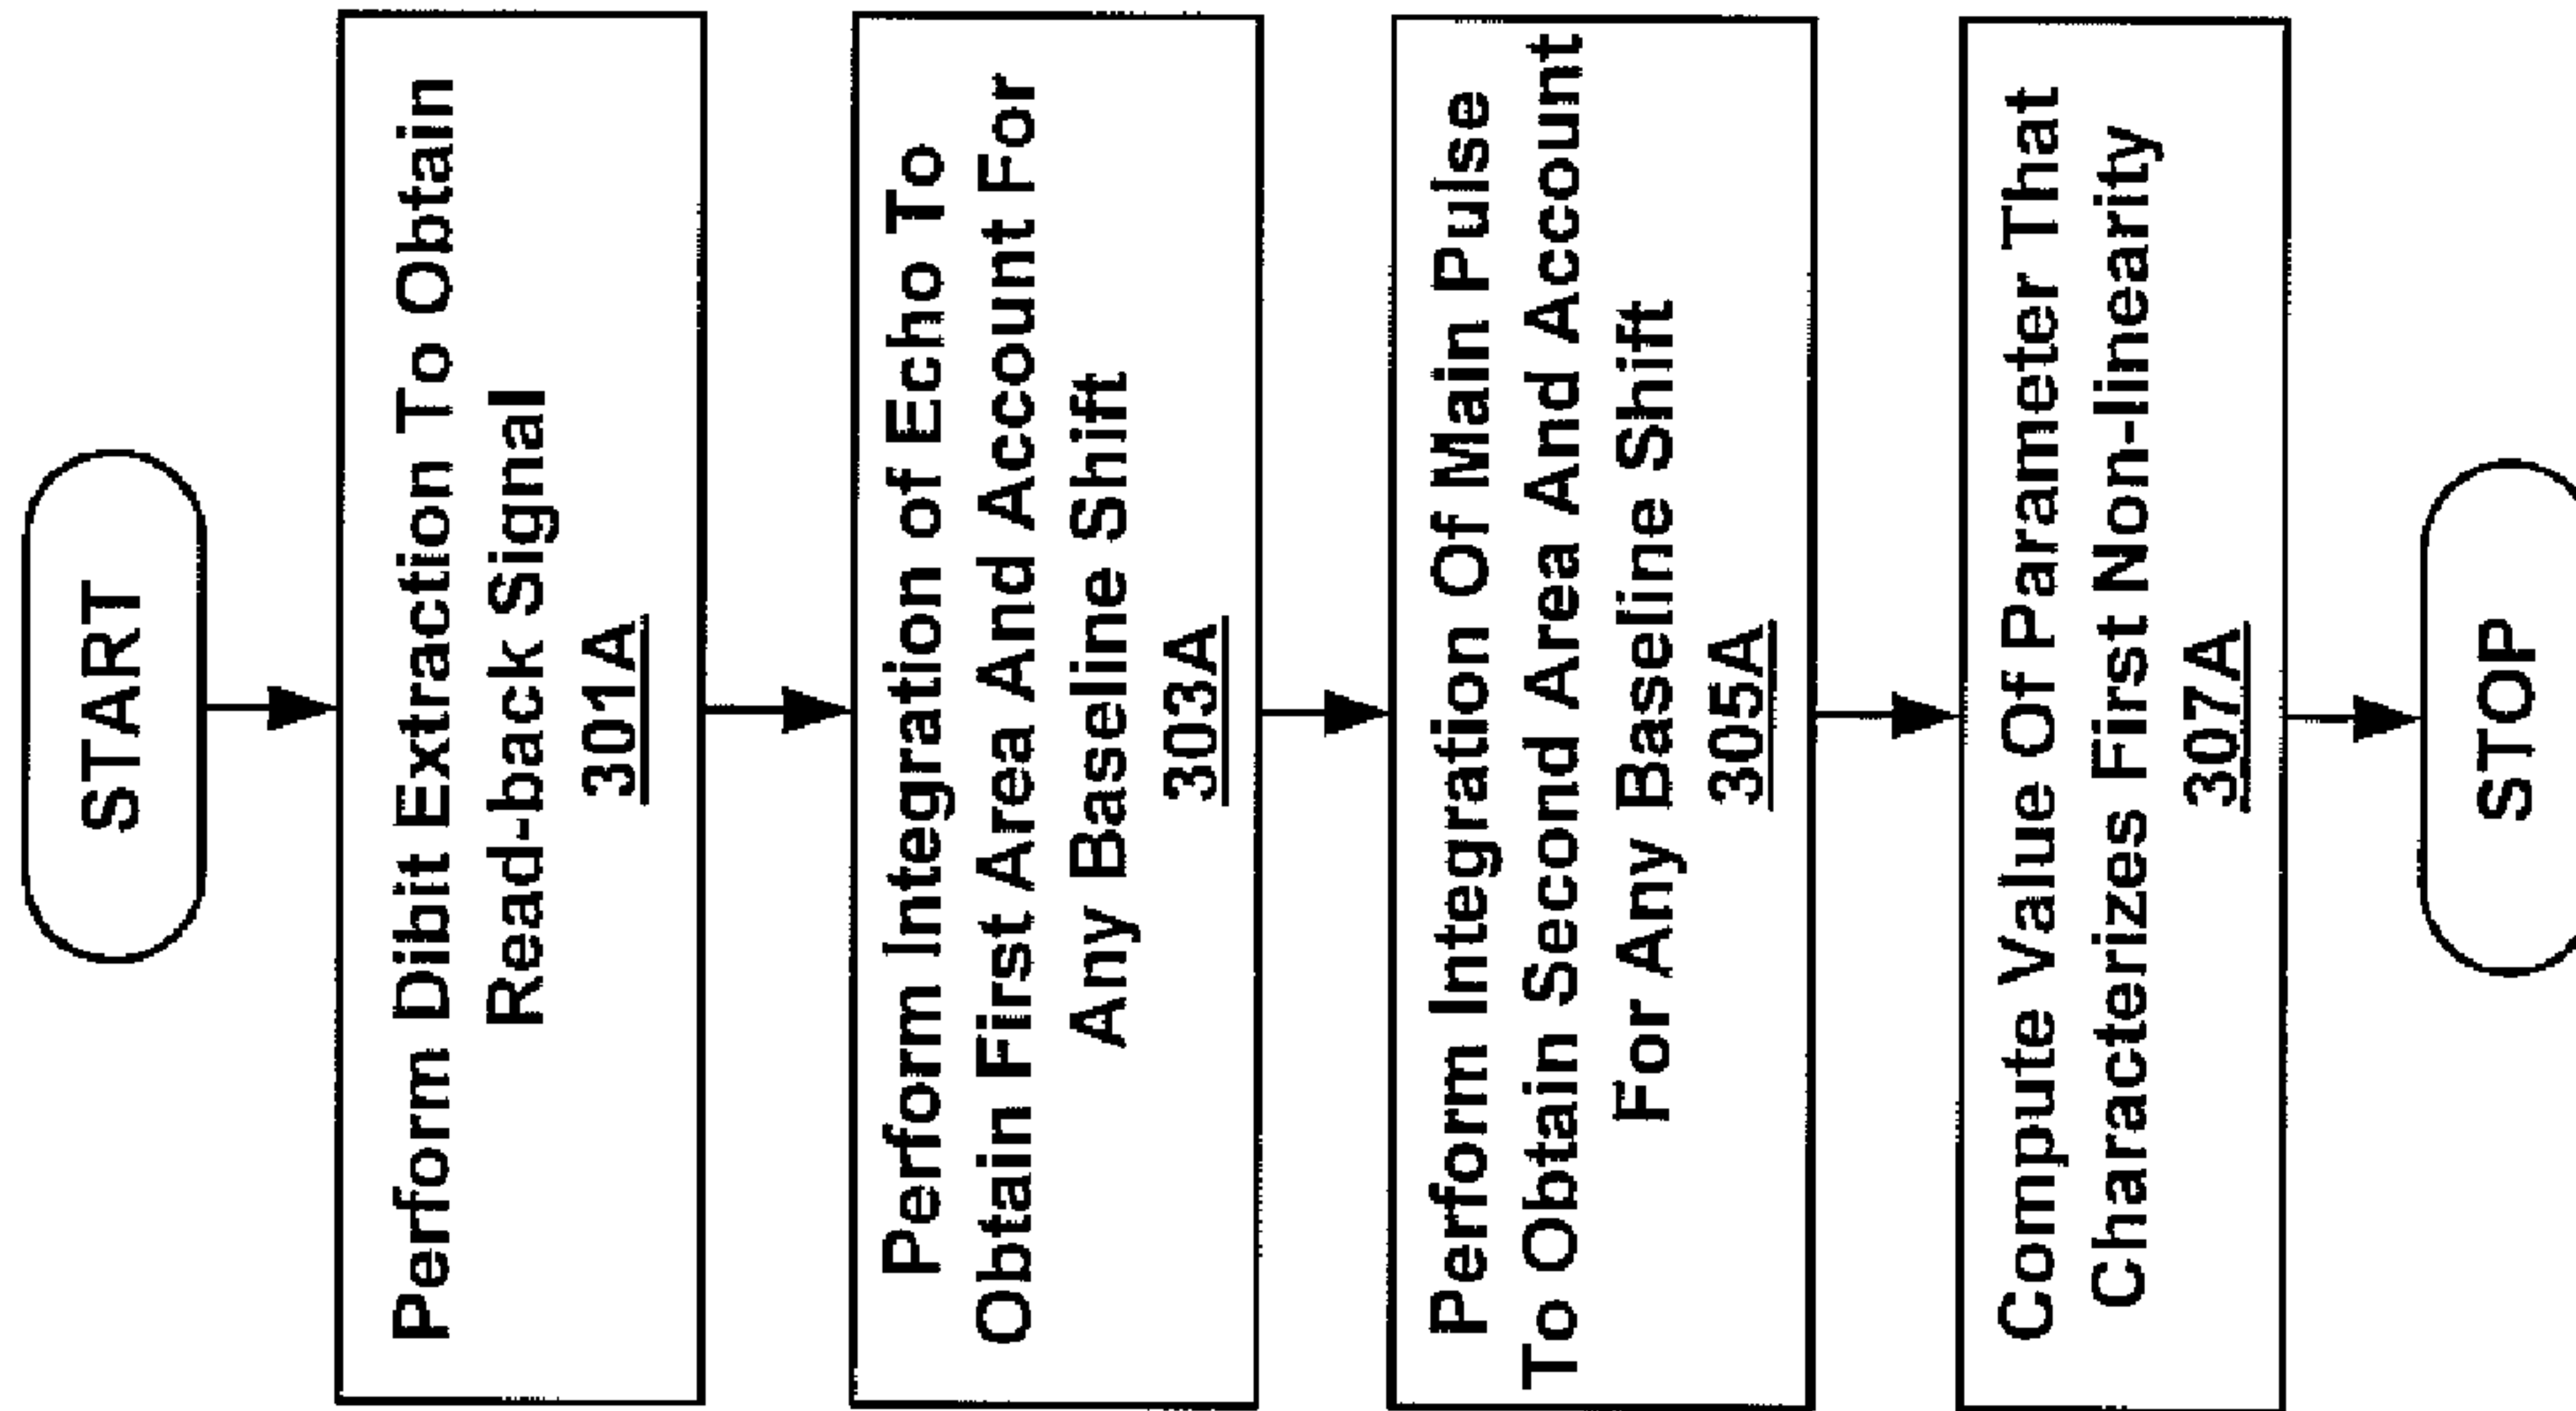 START
Perform Dibit Extraction To Obtain
Read-back Signal
301A
Perform Integration of Echo To
Obtain First Area And Account For
Any Baseline Shift
303A
Perform Integration Of Main Pulse
To Obtain Second Area And Account
For Any Baseline Shift
305A
Compute Value Of Parameter That
Characterizes First Non-linearity
307A
STOP